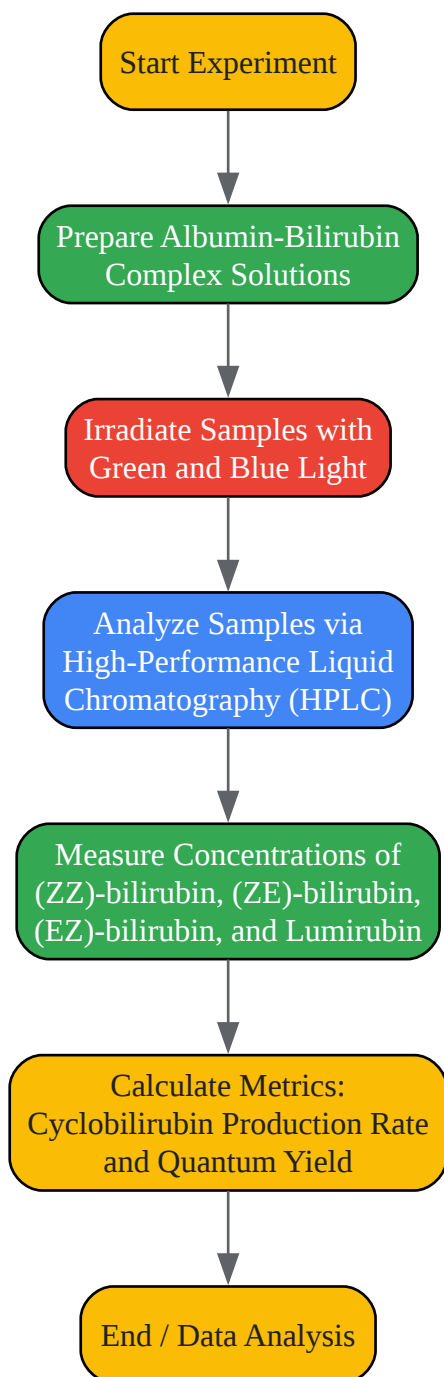 Start Experiment
Prepare Albumin-Bilirubin
Complex Solutions
Irradiate Samples with
Green and Blue Light
Analyze Samples via
High-Performance Liquid
Chromatography (HPLC)
Measure Concentrations of
(ZZ)-bilirubin, (ZE)-bilirubin,
(EZ)-bilirubin, and Lumirubin
Calculate Metrics:
Cyclobilirubin Production Rate
and Quantum Yield
End / Data Analysis